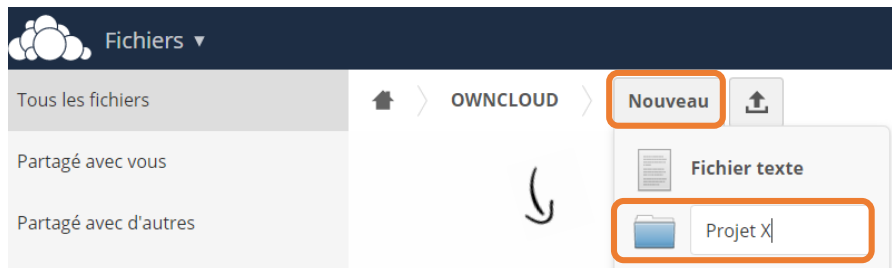 Fichiers ▾
Tous les fichiers
OWNCLOUD
Nouveau
Partagé avec vous
Fichier texte
Partagé avec d'autres
Projet X